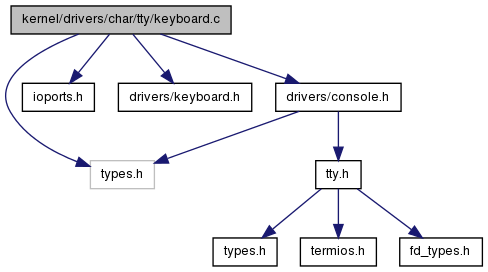 kernel/drivers/char/tty/keyboard.c
ioports.h
drivers/keyboard.h
drivers/console.h
types.h
tty.h
types.h
termios.h
fd_types.h